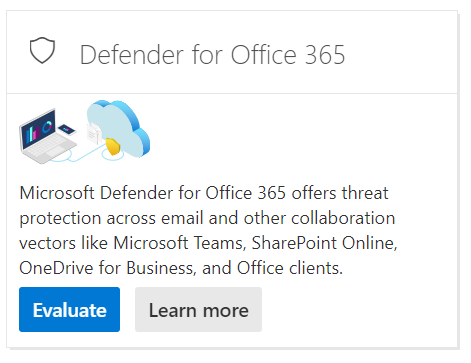 Defender for Office 365
Microsoft Defender for Office 365 offers threat
protection across email and other collaboration
vectors like Microsoft Teams, SharePoint Online,
OneDrive for Business, and Office clients.
Evaluate
Learn more